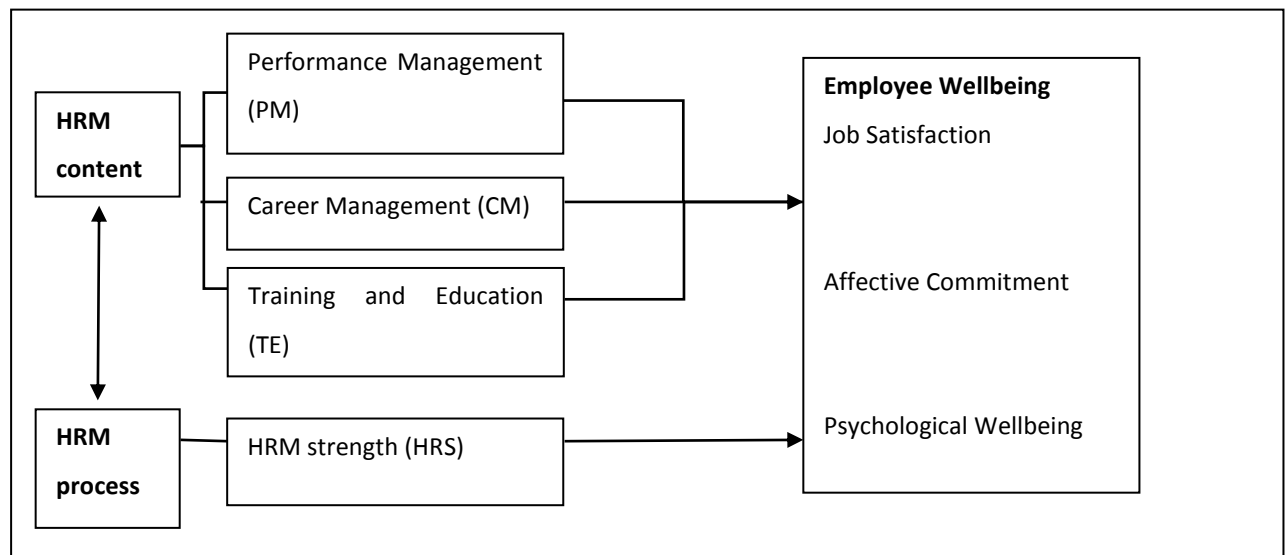 Performance Management
(PM)
HRM
content
Career Management (CM)
Training and Education
(TE)
HRM
process
HRM strength (HRS)
Employee Wellbeing
Job Satisfaction
Affective Commitment
Psychological Wellbeing